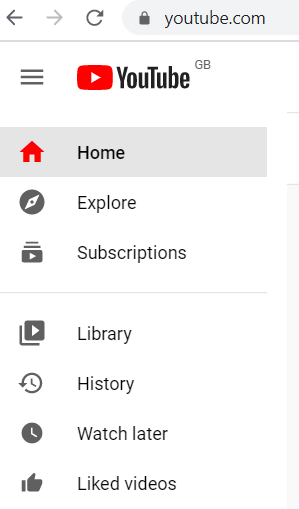 youtube.com
YouTube GB
Home
Explore
Subscriptions
Library
History
Watch later
Liked videos